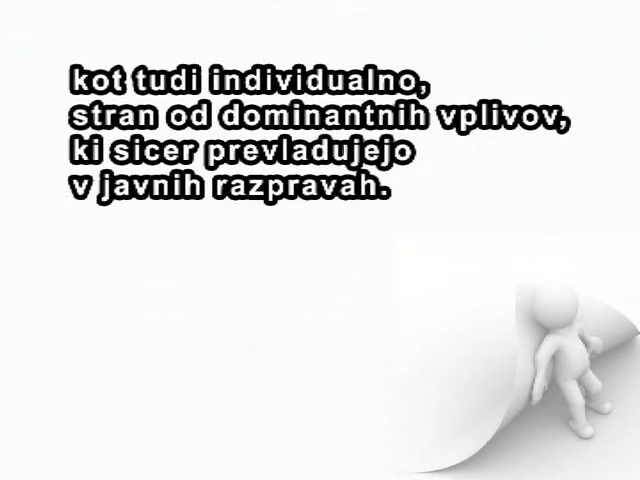 kot tudi individualno,
stran od dominantnih vplivov,
ki sicer prevladujejo
v javnih razpravah.